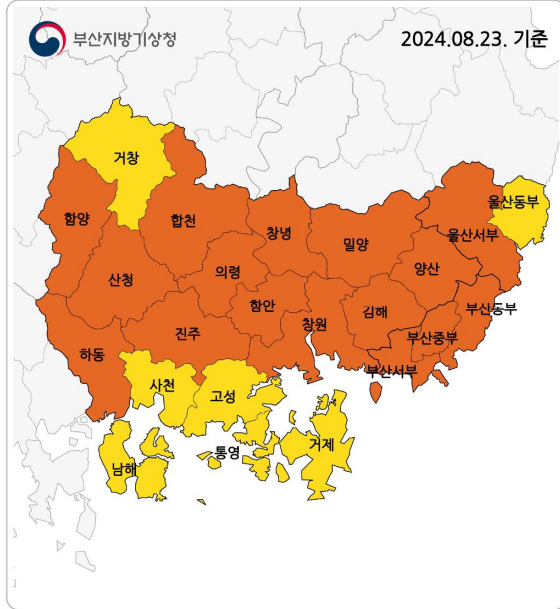 부산지방기상청
2024.08.23. 기준
거창
울산동부
함양
합천
창녕
밀양
울산서부
산청
의령
양산
함안
김해
부산동부
진주
창원
부산중부
하동
부산서부
사천
고성
거제
통영
남해